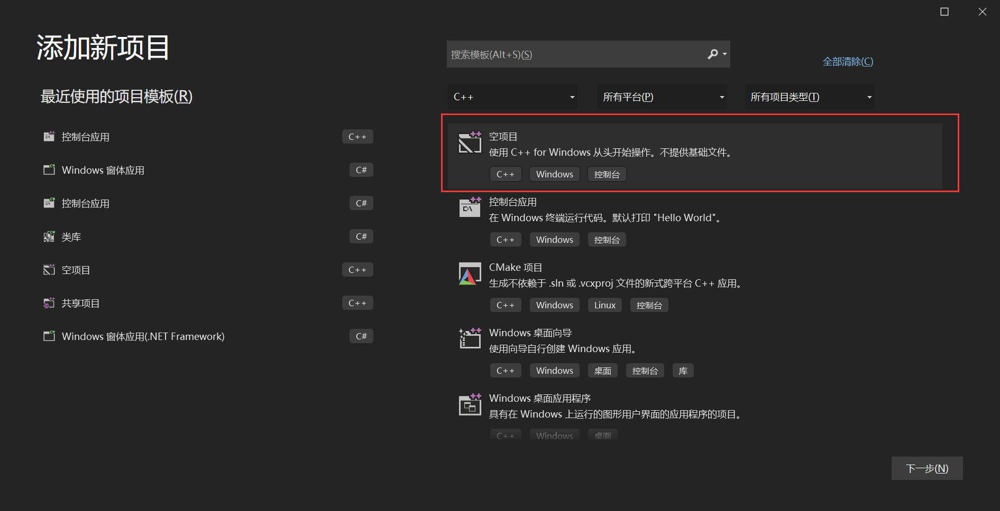 添加新项目
搜索模板(Alt+S)(S)
全部清除(C)
最近使用的项目模板(R)
C++
所有平台(P)
所有项目类型(T)
控制台应用
C++
Windows 窗体应用
C#
控制台应用
C#
类库
C#
空项目
C++
共享项目
C++
Windows 窗体应用(.NET Framework)
C#
空项目
使用 C++ for Windows 从头开始操作。不提供基础文件。
C++ Windows 控制台
控制台应用
在 Windows 终端运行代码。默认打印 "Hello World"。
C++ Windows 控制台
CMake 项目
生成不依赖于 .sln 或 .vcxproj 文件的新式跨平台 C++ 应用。
C++ Windows Linux 控制台
Windows 桌面向导
使用向导自行创建 Windows 应用。
C++ Windows 桌面 控制台 库
Windows 桌面应用程序
具有在 Windows 上运行的图形用户界面的应用程序的项目。
C++ Windows 桌面
下一步(N)